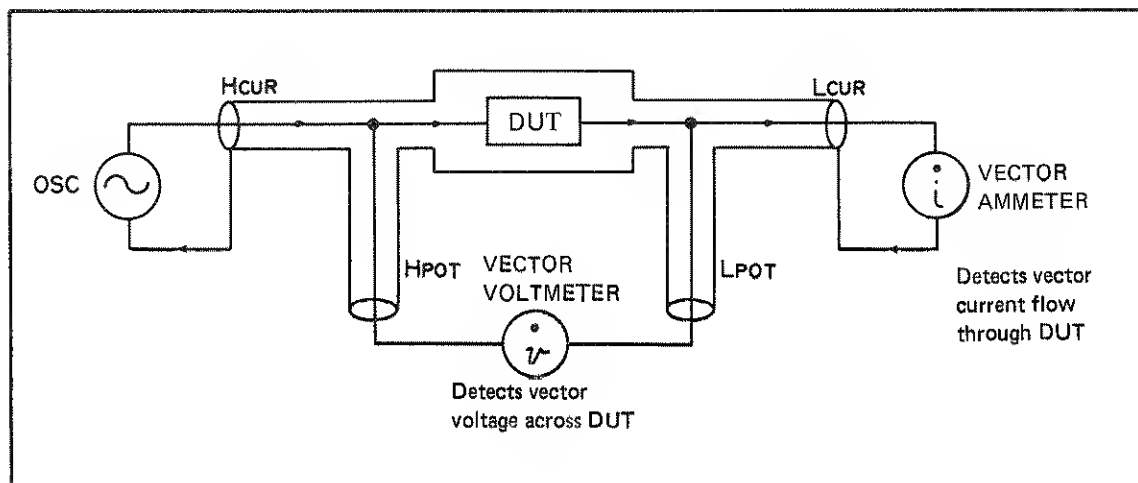 HCUR
LCUR
DUT
OSC
i
VECTOR
AMMETER
HPOT
VECTOR
VOLTMETER
LPOT
v
Detects vector
voltage across DUT
Detects vector
current flow
through DUT